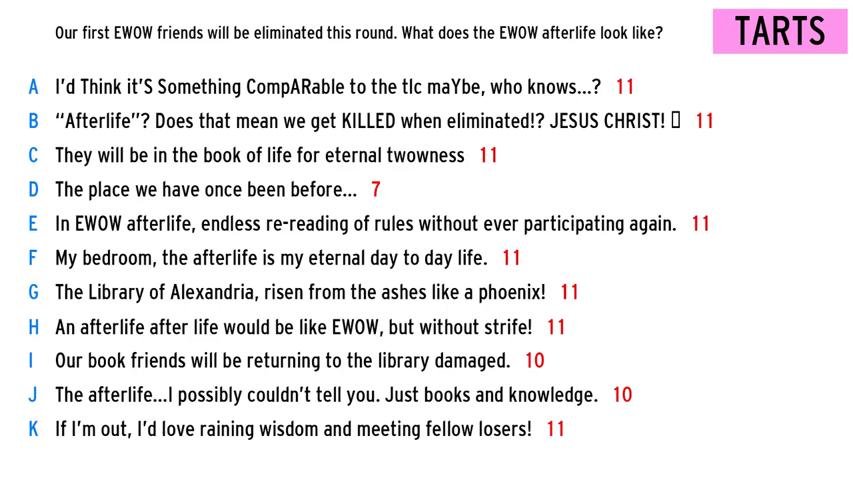 Our first EWOW friends will be eliminated this round. What does the EWOW afterlife look like?
TARTS
A I'd Think it'S Something CompARable to the tlc maYbe, who knows...? 11
B “Afterlife”? Does that mean we get KILLED when eliminated!? JESUS CHRIST! 11
C They will be in the book of life for eternal twowness 11
D The place we have once been before... 7
E In EWOW afterlife, endless re-reading of rules without ever participating again. 11
F My bedroom, the afterlife is my eternal day to day life. 11
G The Library of Alexandria, risen from the ashes like a phoenix! 11
H An afterlife after life would be like EWOW, but without strife! 11
I Our book friends will be returning to the library damaged. 10
J The afterlife...I possibly couldn't tell you. Just books and knowledge. 10
K If I'm out, I'd love raining wisdom and meeting fellow losers! 11